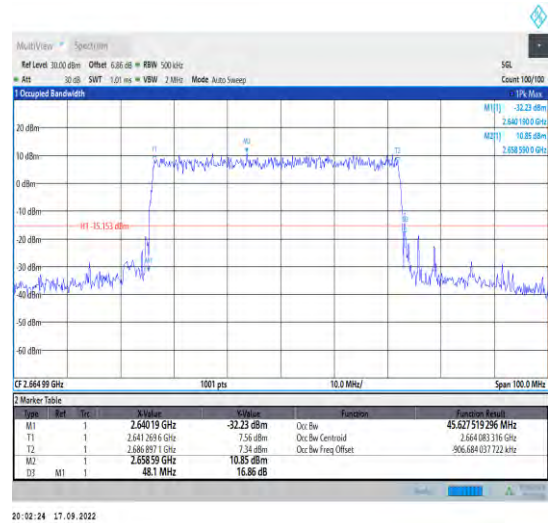 MultiView Spectrum
Ref Level 30.00 dBm Offset 6.86 dB RBW 500 kHz SGL
Att 30 dB SWT 1.01 ms VBW 2 MHz Mode Auto Sweep Count 100/100
1 Occupied Bandwidth 1Pk Max
M1[1] -32.23 dBm
2.640 190 0 GHz
M2[1] 10.85 dBm
2.658 590 0 GHz
20 dBm
10 dBm
0 dBm
-10 dBm
-20 dBm
-30 dBm
-40 dBm
-50 dBm
-60 dBm
T1
M2
T2
H1 -15.153 dBm
M1
CF 2.664 99 GHz 1001 pts 10.0 MHz/ Span 100.0 MHz
2 Marker Table
Type Ref Trc X-Value Y-Value Function Function Result
M1 1 2.64019 GHz -32.23 dBm Occ Bw 45.627 519 296 MHz
T1 1 2.641 269 6 GHz 7.56 dBm Occ Bw Centroid 2.664 083 316 GHz
T2 1 2.686 897 1 GHz 7.34 dBm Occ Bw Freq Offset -906.684 037 722 kHz
M2 1 2.658 59 GHz 10.85 dBm
D3 M1 1 48.1 MHz 16.86 dB
20:02:24 17.09.2022